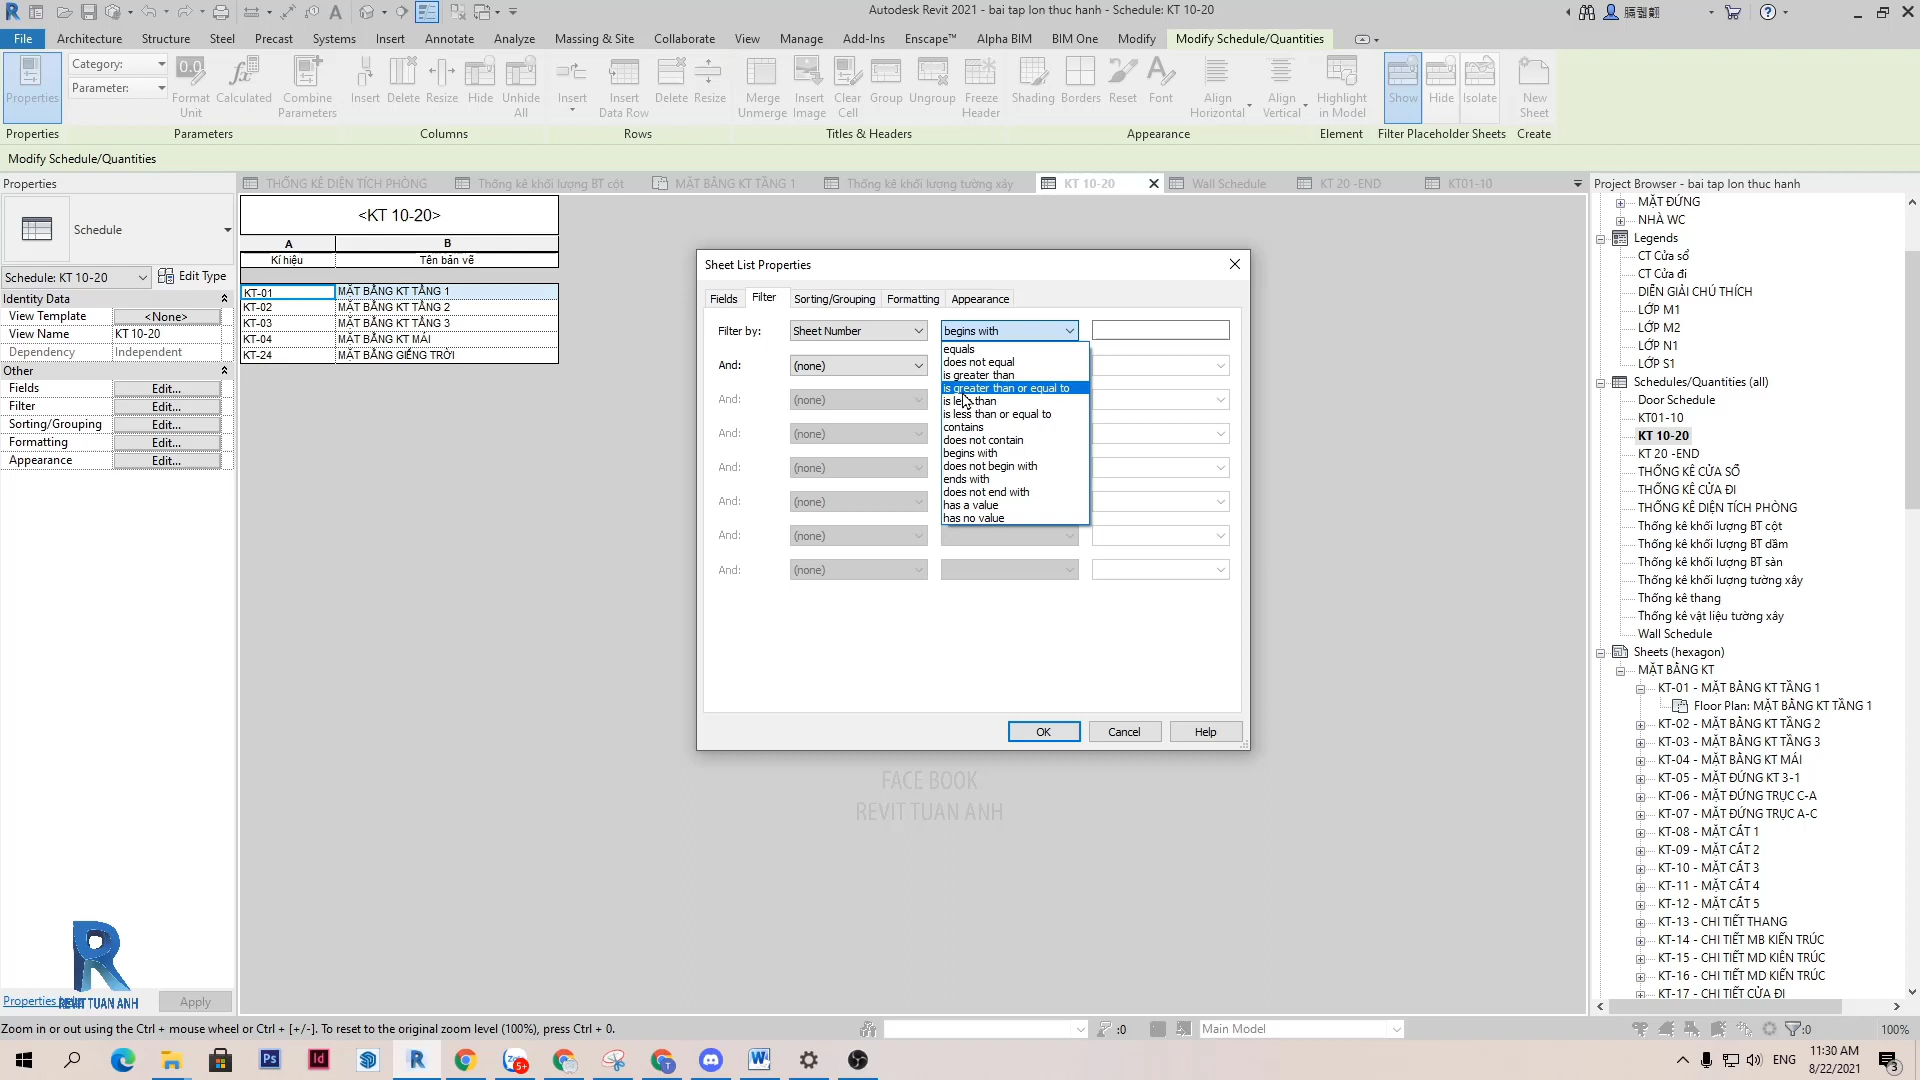 Autodesk Revit 2021 - bai tap lon thuc hanh - Schedule: KT 10-20
File Architecture Structure Steel Precast Systems Insert Annotate Analyze Massing & Site Collaborate View Manage Add-Ins Enscape™ Alpha BIM BIM One Modify Modify Schedule/Quantities
Category:
Parameter:
Properties
Format Unit
Calculated
Combine Parameters
Insert
Delete
Resize
Hide
Unhide All
Insert
Insert Data Row
Delete
Resize
Merge Unmerge
Insert Image
Clear Cell
Group
Ungroup
Freeze Header
Shading
Borders
Reset
Font
Align Horizontal
Align Vertical
Highlight in Model
Show
Hide
Isolate
New Sheet
Properties Parameters Columns Rows Titles & Headers Appearance Element Filter Placeholder Sheets Create
Modify Schedule/Quantities
Properties
THỐNG KÊ DIỆN TÍCH PHÒNG
Thống kê khối lượng BT cột
MẶT BẰNG KT TẦNG 1
Thống kê khối lượng tường xây
KT 10-20
Wall Schedule
KT 20 -END
KT01-10
Project Browser - bai tap lon thuc hanh
Schedule
Schedule: KT 10-20
Edit Type
Identity Data
View Template <None>
View Name KT 10-20
Dependency Independent
Other
Fields Edit...
Filter Edit...
Sorting/Grouping Edit...
Formatting Edit...
Appearance Edit...
<KT 10-20>
A B
Kí hiệu Tên bản vẽ
KT-01 MẶT BẰNG KT TẦNG 1
KT-02 MẶT BẰNG KT TẦNG 2
KT-03 MẶT BẰNG KT TẦNG 3
KT-04 MẶT BẰNG KT MÁI
KT-24 MẶT BẰNG GIẾNG TRỜI
Sheet List Properties
Fields Filter Sorting/Grouping Formatting Appearance
Filter by: Sheet Number begins with
And: (none)
And: (none)
And: (none)
And: (none)
And: (none)
And: (none)
And: (none)
equals
does not equal
is greater than
is greater than or equal to
is less than
is less than or equal to
contains
does not contain
begins with
does not begin with
ends with
does not end with
has a value
has no value
OK Cancel Help
FACE BOOK
REVIT TUAN ANH
MẶT ĐỨNG
NHÀ WC
Legends
CT Cửa sổ
CT Cửa đi
DIỄN GIẢI CHÚ THÍCH
LỚP M1
LỚP M2
LỚP N1
LỚP S1
Schedules/Quantities (all)
Door Schedule
KT01-10
KT 10-20
KT 20 -END
THỐNG KÊ CỬA SỔ
THỐNG KÊ CỬA ĐI
THỐNG KÊ DIỆN TÍCH PHÒNG
Thống kê khối lượng BT cột
Thống kê khối lượng BT dầm
Thống kê khối lượng BT sàn
Thống kê khối lượng tường xây
Thống kê thang
Thống kê vật liệu tường xây
Wall Schedule
Sheets (hexagon)
MẶT BẰNG KT
KT-01 - MẶT BẰNG KT TẦNG 1
Floor Plan: MẶT BẰNG KT TẦNG 1
KT-02 - MẶT BẰNG KT TẦNG 2
KT-03 - MẶT BẰNG KT TẦNG 3
KT-04 - MẶT BẰNG KT MÁI
KT-05 - MẶT ĐỨNG KT 3-1
KT-06 - MẶT ĐỨNG TRỤC C-A
KT-07 - MẶT ĐỨNG TRỤC A-C
KT-08 - MẶT CẮT 1
KT-09 - MẶT CẮT 2
KT-10 - MẶT CẮT 3
KT-11 - MẶT CẮT 4
KT-12 - MẶT CẮT 5
KT-13 - CHI TIẾT THANG
KT-14 - CHI TIẾT MB KIẾN TRÚC
KT-15 - CHI TIẾT MD KIẾN TRÚC
KT-16 - CHI TIẾT MD KIẾN TRÚC
KT-17 - CHI TIẾT CỬA ĐI
REVIT TUAN ANH
Properties
Apply
Zoom in or out using the Ctrl + mouse wheel or Ctrl + [+/-]. To reset to the original zoom level (100%), press Ctrl + 0.
:0
Main Model
:0
100%
ENG
11:30 AM
8/22/2021